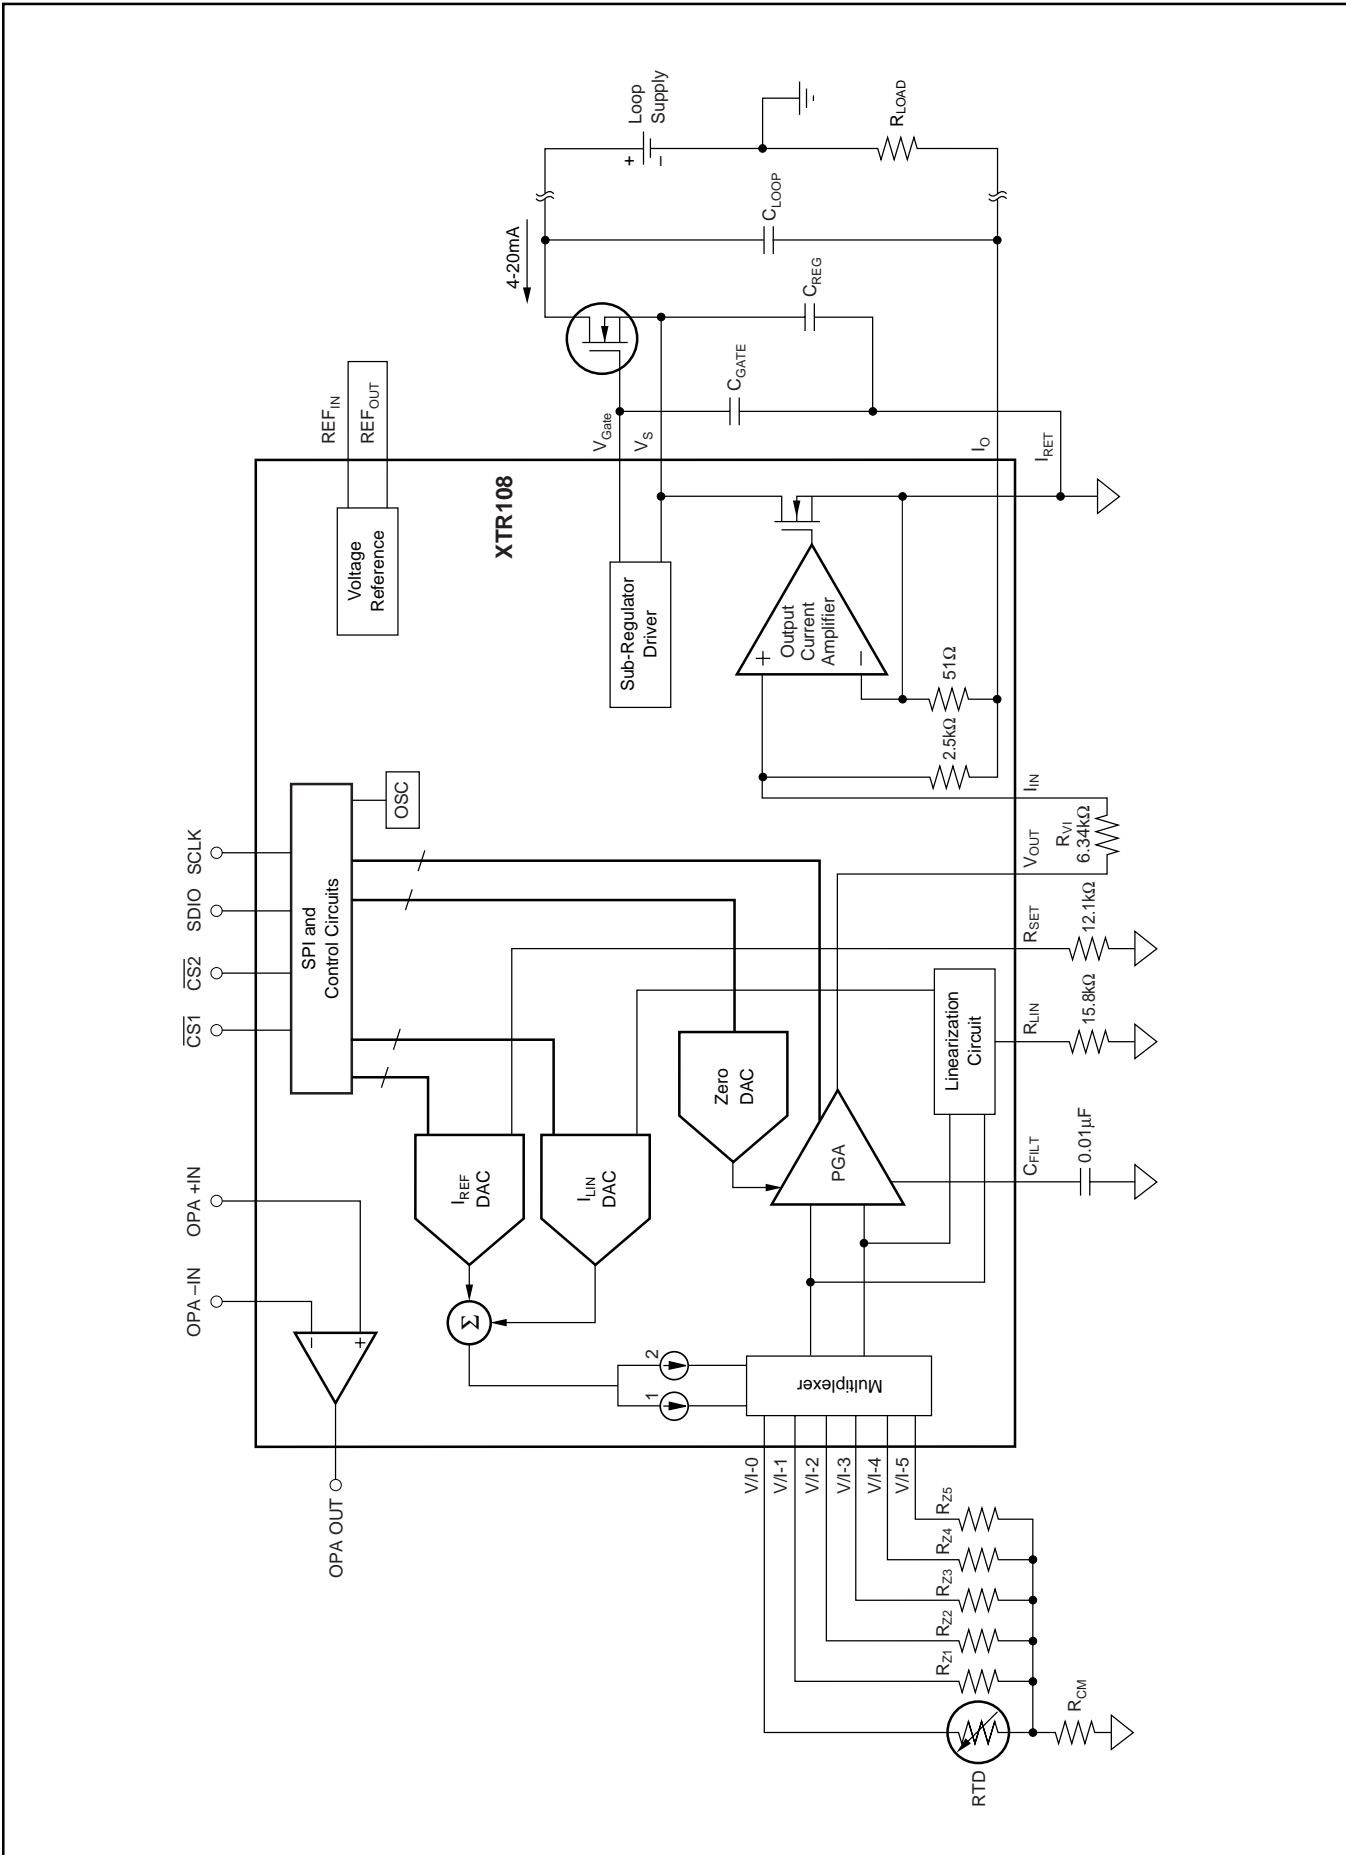 OPA –IN
OPA +IN
CS1
CS2
SDIO
SCLK
REF_IN
REF_OUT
OPA OUT
–
+
SPI and
Control Circuits
OSC
Voltage
Reference
XTR108
I_REF
DAC
I_LIN
DAC
Σ
Zero
DAC
PGA
1
2
Multiplexer
Linearization
Circuit
Sub-Regulator
Driver
+
–
Output
Current
Amplifier
2.5kΩ
51Ω
V_Gate
V_S
I_O
I_RET
C_GATE
C_REG
C_LOOP
4-20mA
+
–
Loop
Supply
R_LOAD
V/I-0
V/I-1
V/I-2
V/I-3
V/I-4
V/I-5
R_Z1
R_Z2
R_Z3
R_Z4
R_Z5
RTD
R_CM
C_FILT
0.01µF
R_LIN
15.8kΩ
R_SET
12.1kΩ
V_OUT
R_VI
6.34kΩ
I_IN